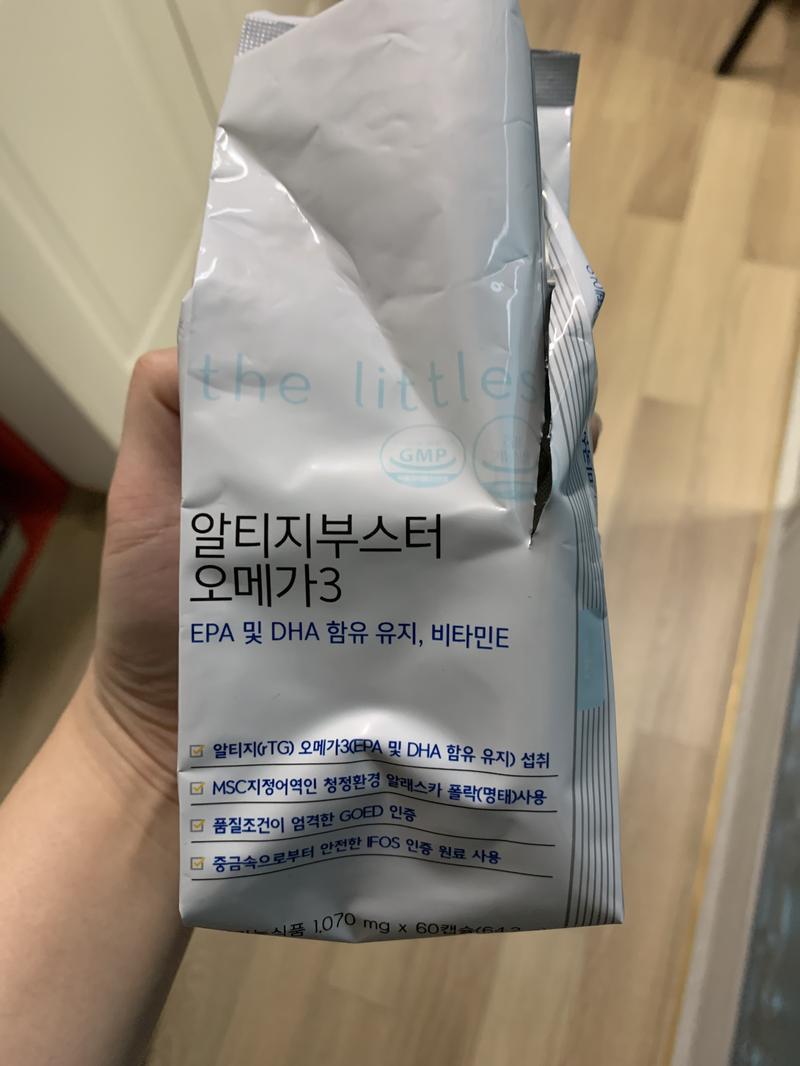 the littles
GMP
알티지부스터
오메가3
EPA 및 DHA 함유 유지, 비타민E
알티지(rTG) 오메가3(EPA 및 DHA 함유 유지) 섭취
MSC지정어역인 청정환경 알래스카 폴락(명태)사용
품질조건이 엄격한 GOED 인증
중금속으로부터 안전한 IFOS 인증 원료 사용
식품 1,070 mg x 60캡슐